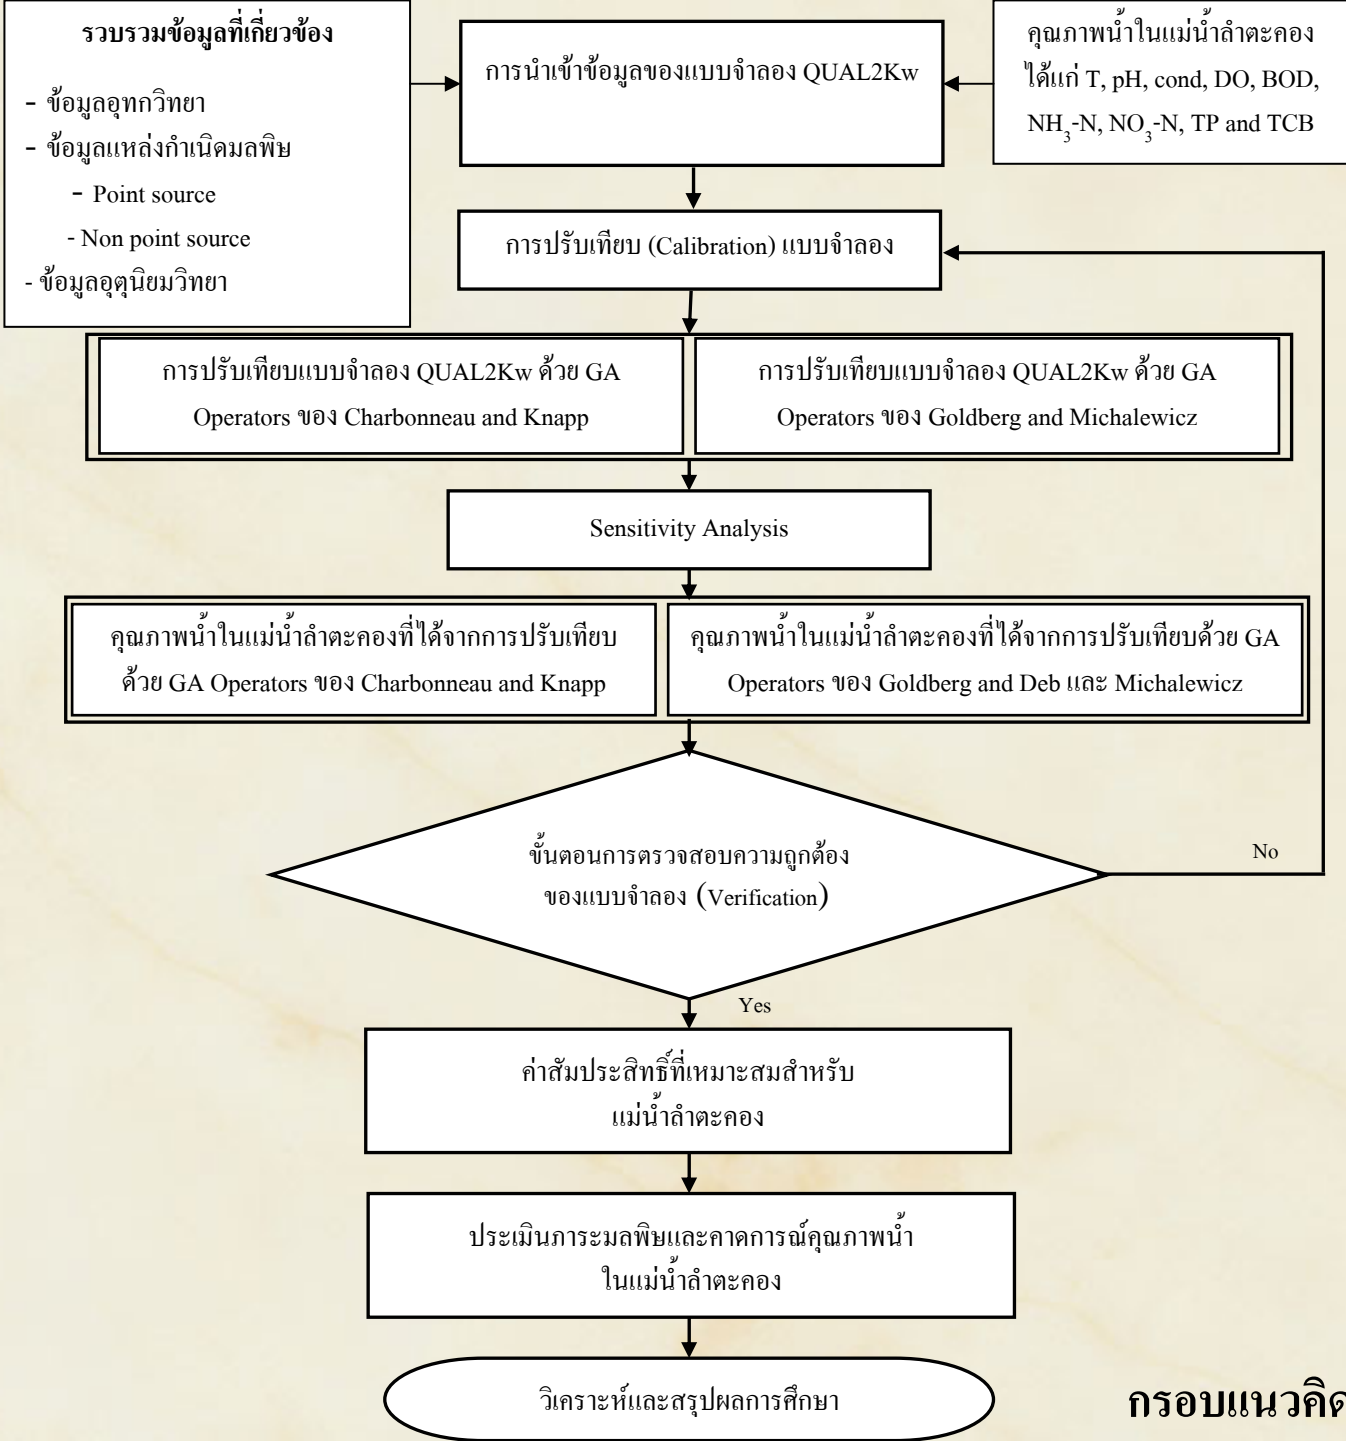 รวบรวมข้อมูลที่เกี่ยวข้อง
- ข้อมูลอุทกวิทยา
- ข้อมูลแหล่งกำเนิดมลพิษ
- Point source
- Non point source
- ข้อมูลอุตุนิยมวิทยา
การนำเข้าข้อมูลของแบบจำลอง QUAL2Kw
คุณภาพน้ำในแม่น้ำลำตะคอง
ได้แก่ T, pH, cond, DO, BOD,
NH₃-N, NO₃-N, TP and TCB
การปรับเทียบ (Calibration) แบบจำลอง
การปรับเทียบแบบจำลอง QUAL2Kw ด้วย GA
Operators ของ Charbonneau and Knapp
การปรับเทียบแบบจำลอง QUAL2Kw ด้วย GA
Operators ของ Goldberg and Michalewicz
Sensitivity Analysis
คุณภาพน้ำในแม่น้ำลำตะคองที่ได้จากการปรับเทียบ
ด้วย GA Operators ของ Charbonneau and Knapp
คุณภาพน้ำในแม่น้ำลำตะคองที่ได้จากการปรับเทียบด้วย GA
Operators ของ Goldberg and Deb และ Michalewicz
ขั้นตอนการตรวจสอบความถูกต้อง
ของแบบจำลอง (Verification)
No
Yes
ค่าสัมประสิทธิ์ที่เหมาะสมสำหรับ
แม่น้ำลำตะคอง
ประเมินภาระมลพิษและคาดการณ์คุณภาพน้ำ
ในแม่น้ำลำตะคอง
วิเคราะห์และสรุปผลการศึกษา
กรอบแนวคิด